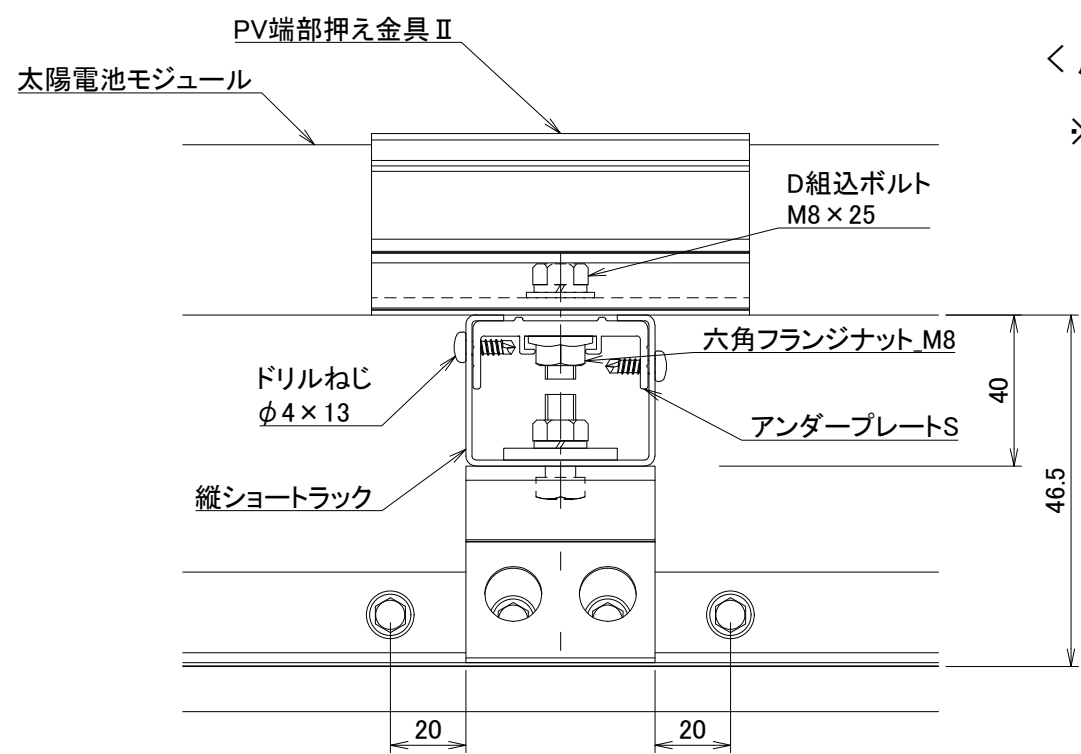 PV端部押え金具Ⅱ
太陽電池モジュール
D組込ボルト
M8×25
六角フランジナット_M8
ドリルねじ
φ4×13
アンダープレートS
縦ショートラック
40
46.5
20
20